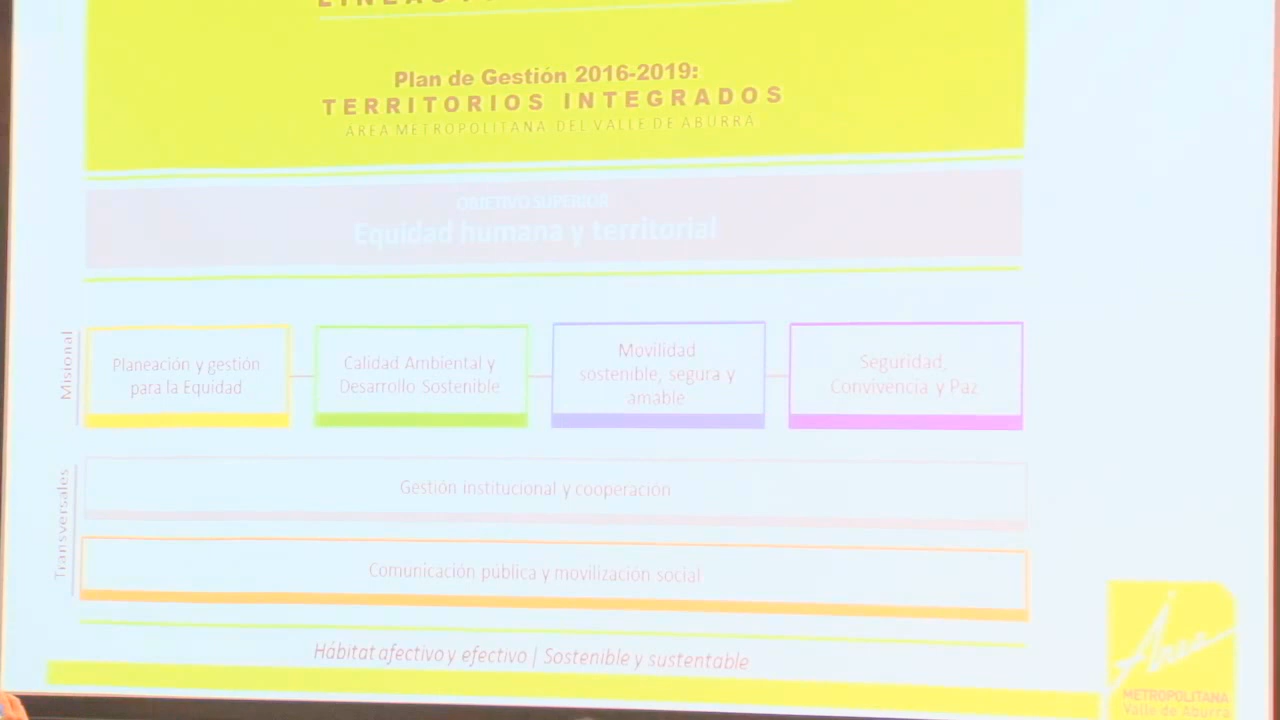 Plan de Gestión 2016-2019:
TERRITORIOS INTEGRADOS
ÁREA METROPOLITANA DEL VALLE DE ABURRÁ
OBJETIVO SUPERIOR
Equidad humana y territorial
Misional
Planeación y gestión
para la Equidad
Calidad Ambiental y
Desarrollo Sostenible
Movilidad
sostenible, segura y
amable
Seguridad,
Convivencia y Paz
Transversales
Gestión institucional y cooperación
Comunicación pública y movilización social
Hábitat afectivo y efectivo | Sostenible y sustentable
Área
METROPOLITANA
Valle de Aburrá